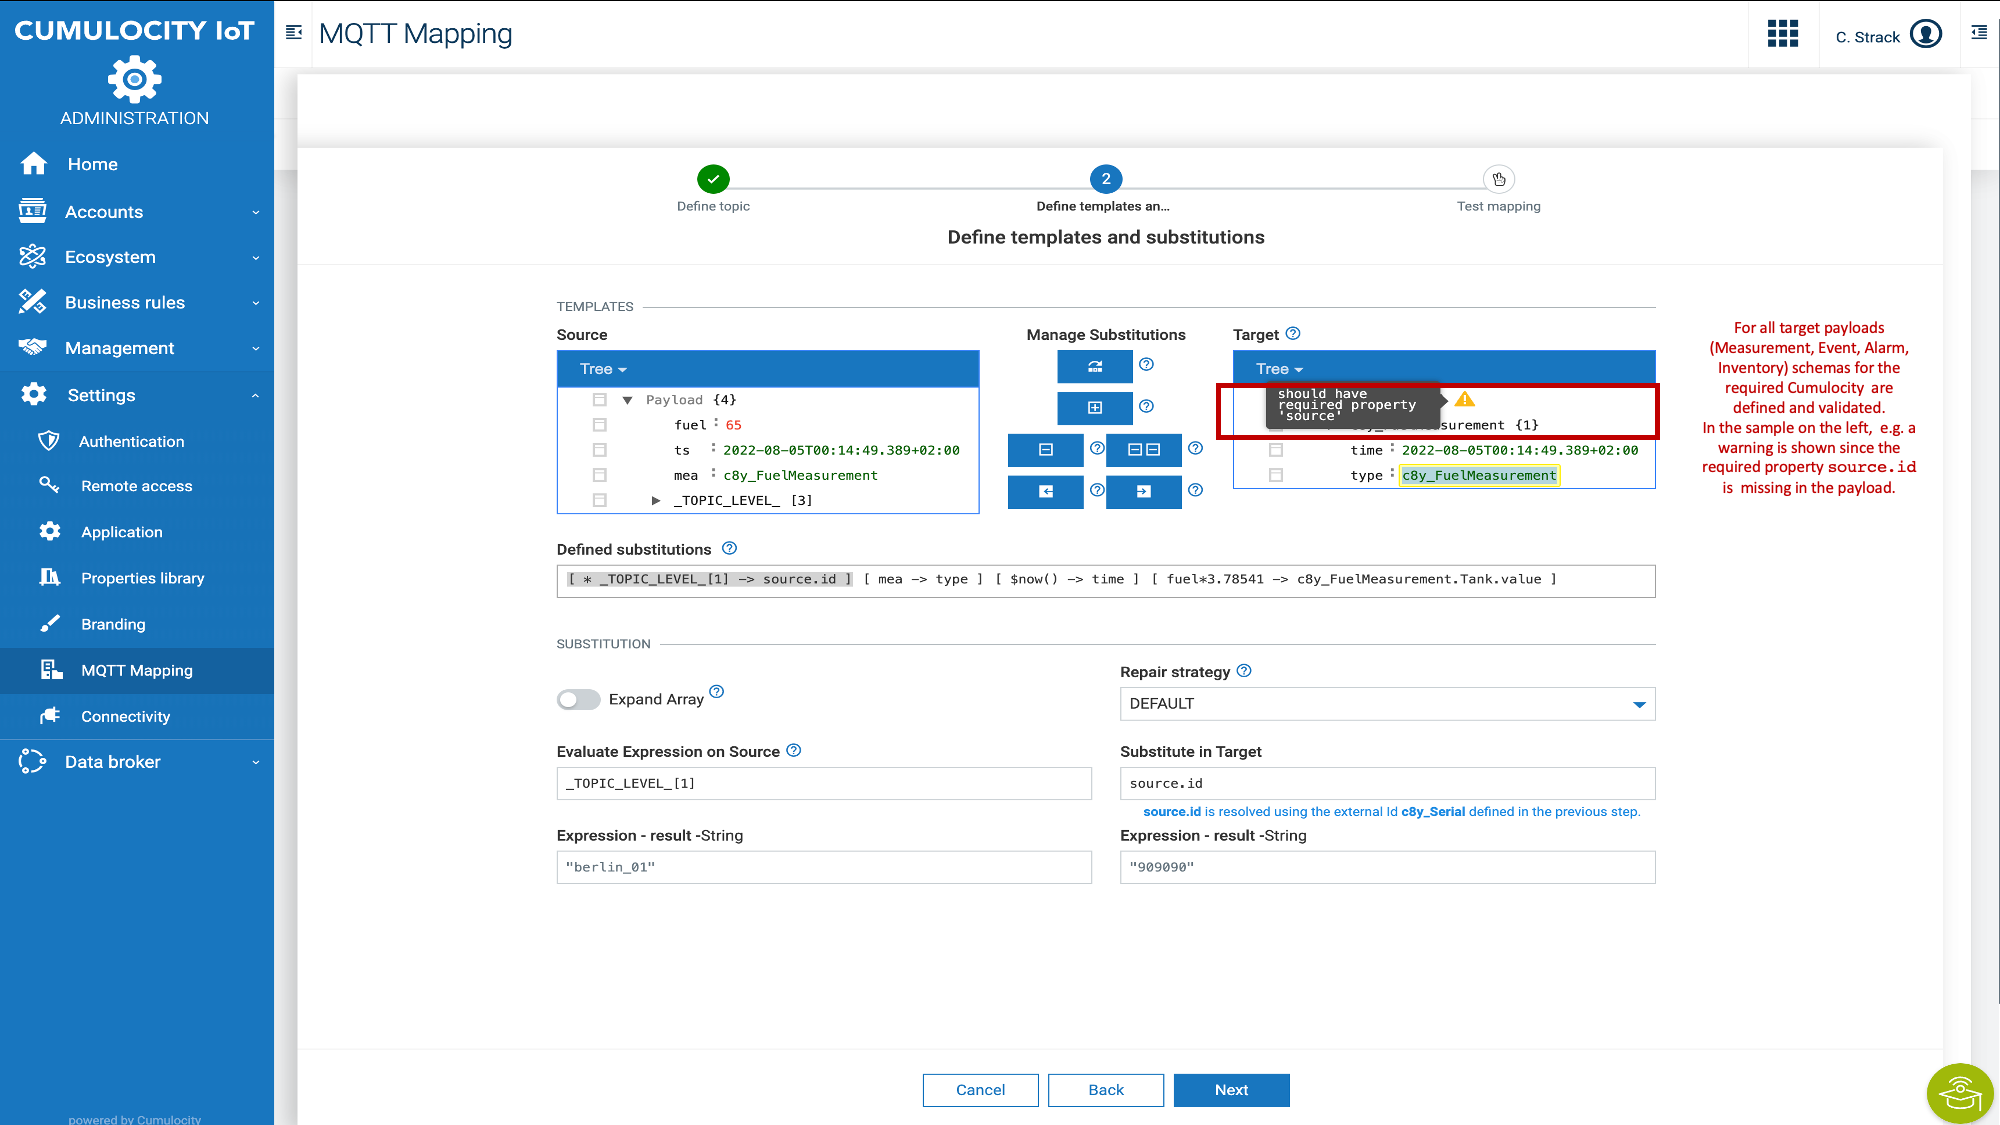 CUMULOCITY IoT
ADMINISTRATION
Home
Accounts
Ecosystem
Business rules
Management
Settings
Authentication
Remote access
Application
Properties library
Branding
MQTT Mapping
Connectivity
Data broker
powered by Cumulocity
MQTT Mapping
C. Strack
2
Define topic
Define templates an...
Test mapping
Define templates and substitutions
TEMPLATES
Source
Tree
Payload {4}
fuel : 65
ts : 2022-08-05T00:14:49.389+02:00
mea : c8y_FuelMeasurement
_TOPIC_LEVEL_ [3]
Manage Substitutions
Target
Tree
should have
required property
'source'
surement {1}
time : 2022-08-05T00:14:49.389+02:00
type : c8y_FuelMeasurement
For all target payloads
(Measurement, Event, Alarm,
Inventory) schemas for the
required Cumulocity are
defined and validated.
In the sample on the left, e.g. a
warning is shown since the
required property source.id
is missing in the payload.
Defined substitutions
[ * _TOPIC_LEVEL_[1] -> source.id ] [ mea -> type ] [ $now() -> time ] [ fuel*3.78541 -> c8y_FuelMeasurement.Tank.value ]
SUBSTITUTION
Expand Array
Repair strategy
DEFAULT
Evaluate Expression on Source
_TOPIC_LEVEL_[1]
Substitute in Target
source.id
source.id is resolved using the external Id c8y_Serial defined in the previous step.
Expression - result -String
"berlin_01"
Expression - result -String
"909090"
Cancel
Back
Next